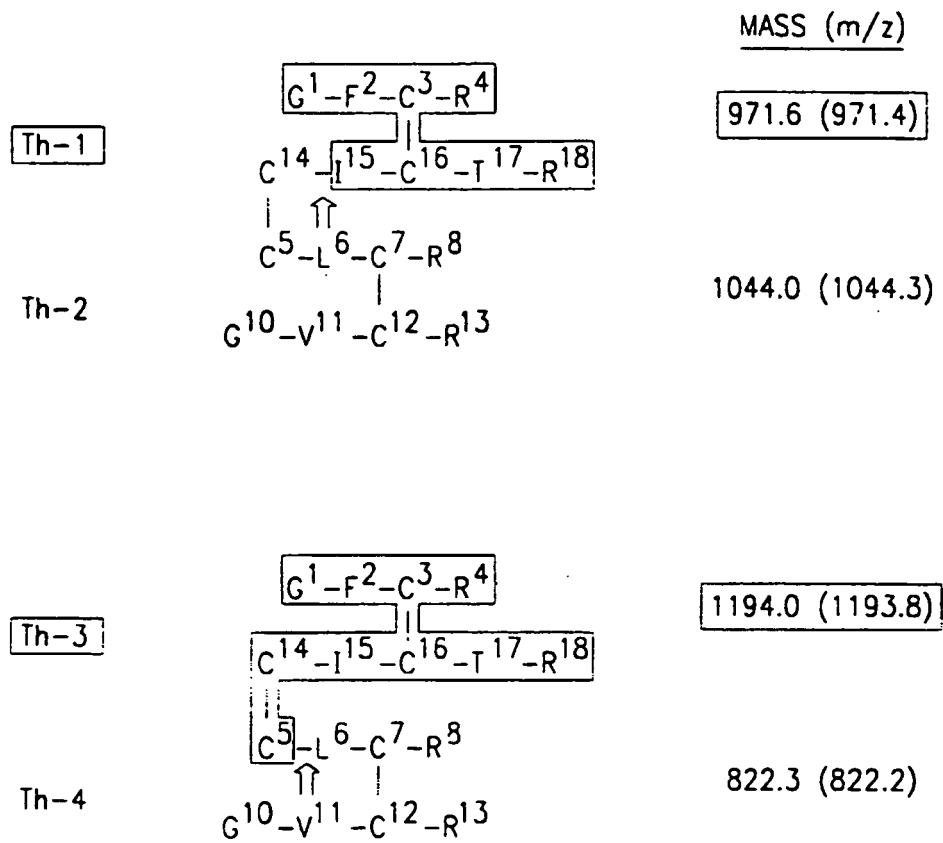 MASS (m/z)
G1-F2-C3-R4
971.6 (971.4)
Th-1
C14-I15-C16-T17-R18
C5-L6-C7-R8
1044.0 (1044.3)
Th-2
G10-V11-C12-R13
G1-F2-C3-R4
1194.0 (1193.8)
Th-3
C14-I15-C16-T17-R18
C5-L6-C7-R8
822.3 (822.2)
Th-4
G10-V11-C12-R13